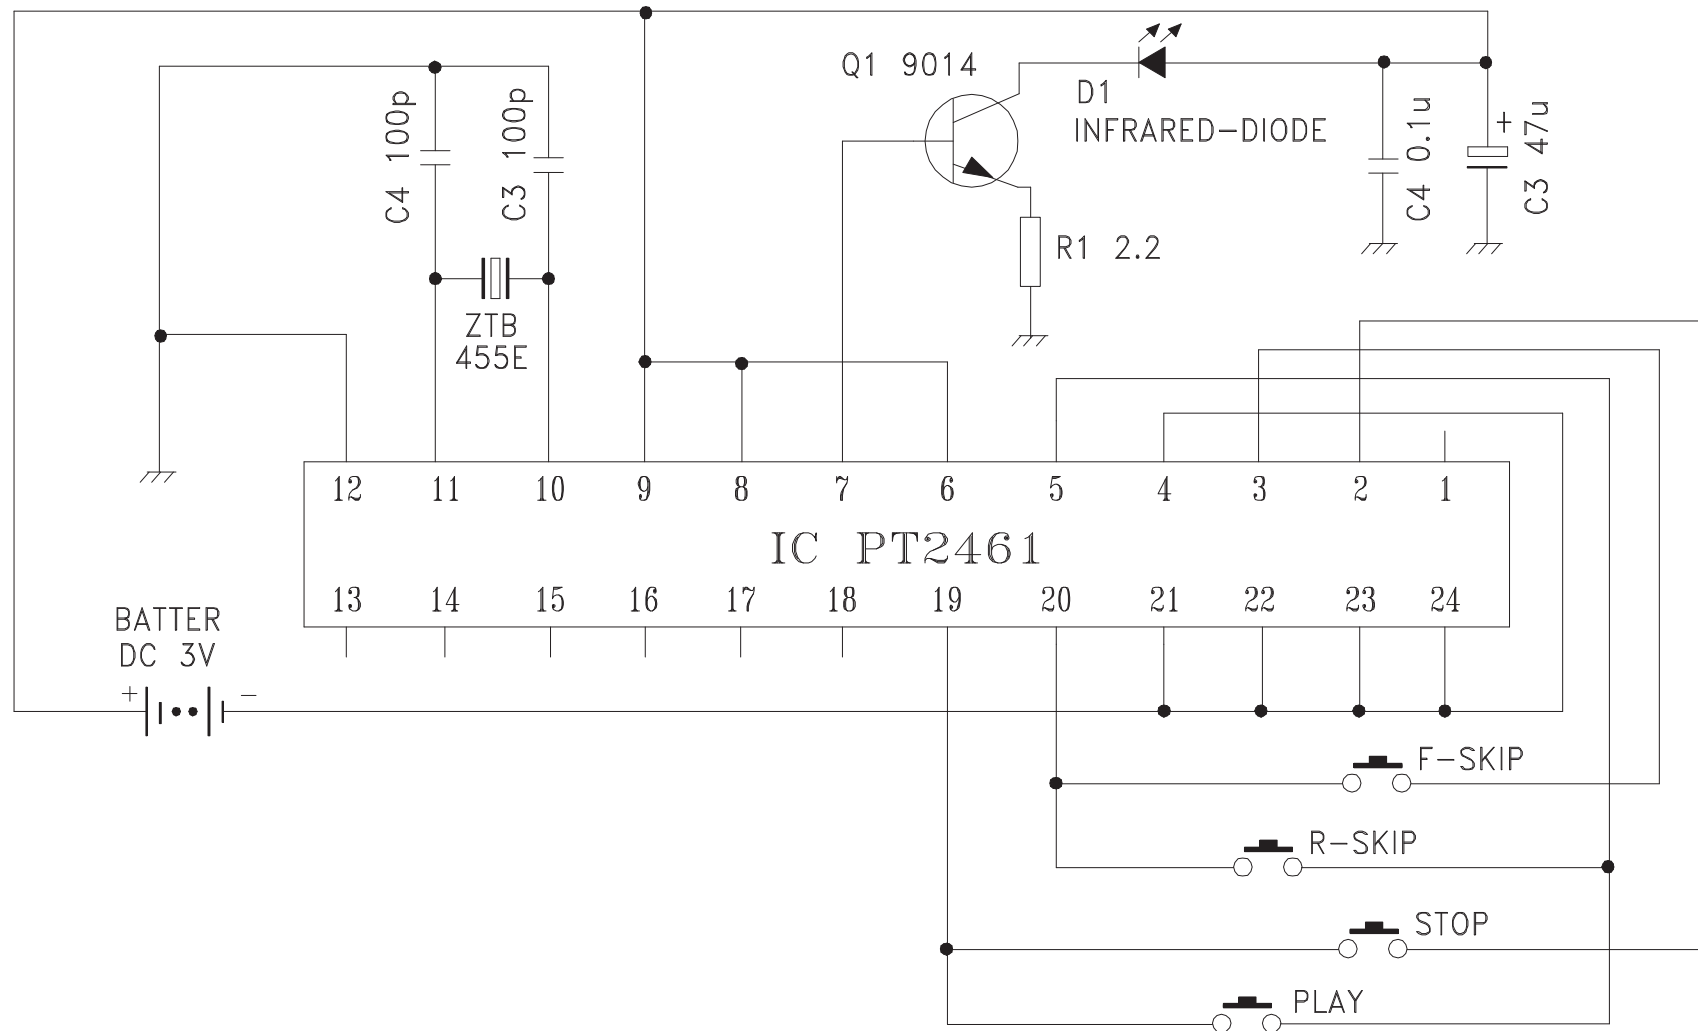 Q1 9014
D1
INFRARED-DIODE
C4 100p
C3 100p
C4 0.1u
+
C3 47u
R1 2.2
ZTB
455E
12 11 10 9 8 7 6 5 4 3 2 1
IC PT2461
13 14 15 16 17 18 19 20 21 22 23 24
BATTER
DC 3V
+ -
F-SKIP
R-SKIP
STOP
PLAY